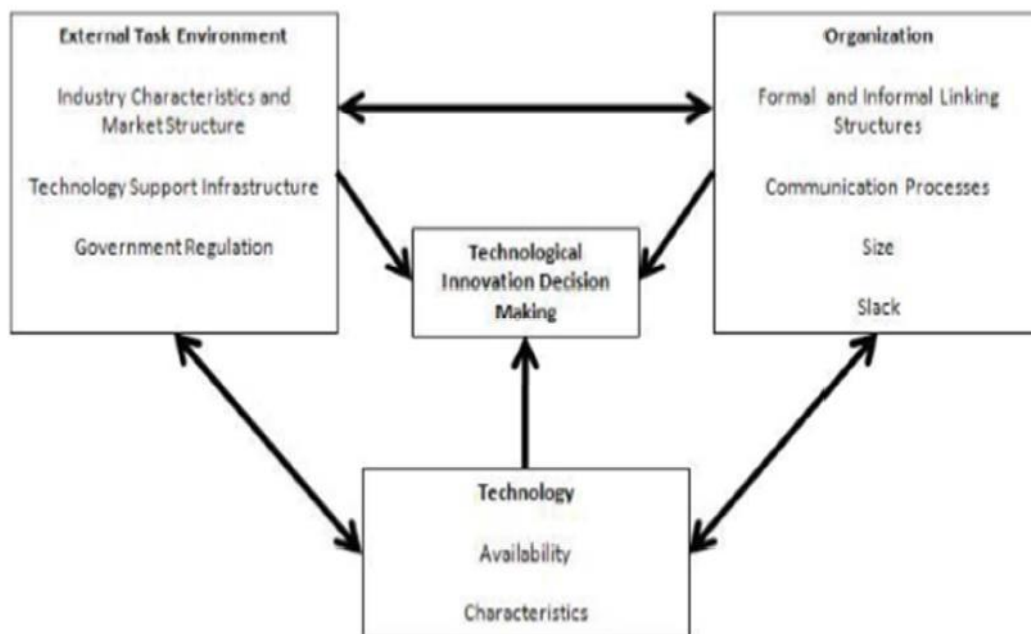 External Task Environment
Industry Characteristics and
Market Structure
Technology Support Infrastructure
Government Regulation
Organization
Formal and Informal Linking
Structures
Communication Processes
Size
Slack
Technological
Innovation Decision
Making
Technology
Availability
Characteristics